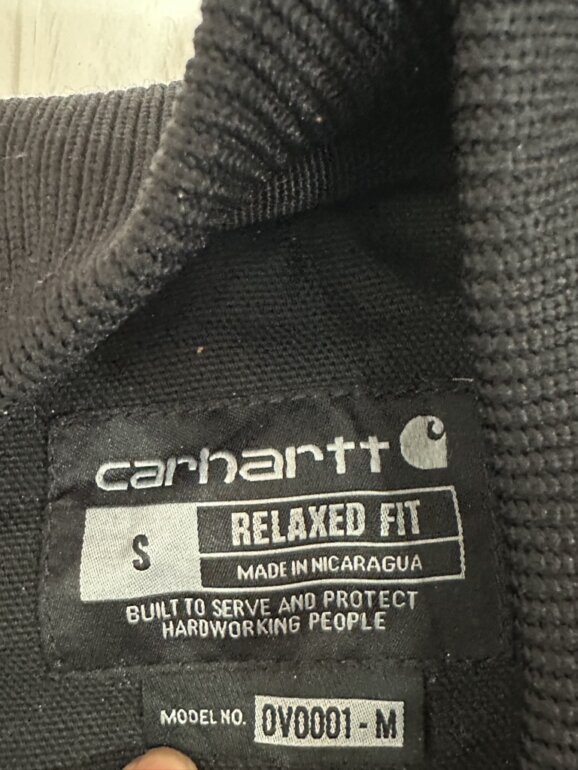 carhartt
S
RELAXED FIT
MADE IN NICARAGUA
BUILT TO SERVE AND PROTECT
HARDWORKING PEOPLE
MODEL NO. OV0001-M